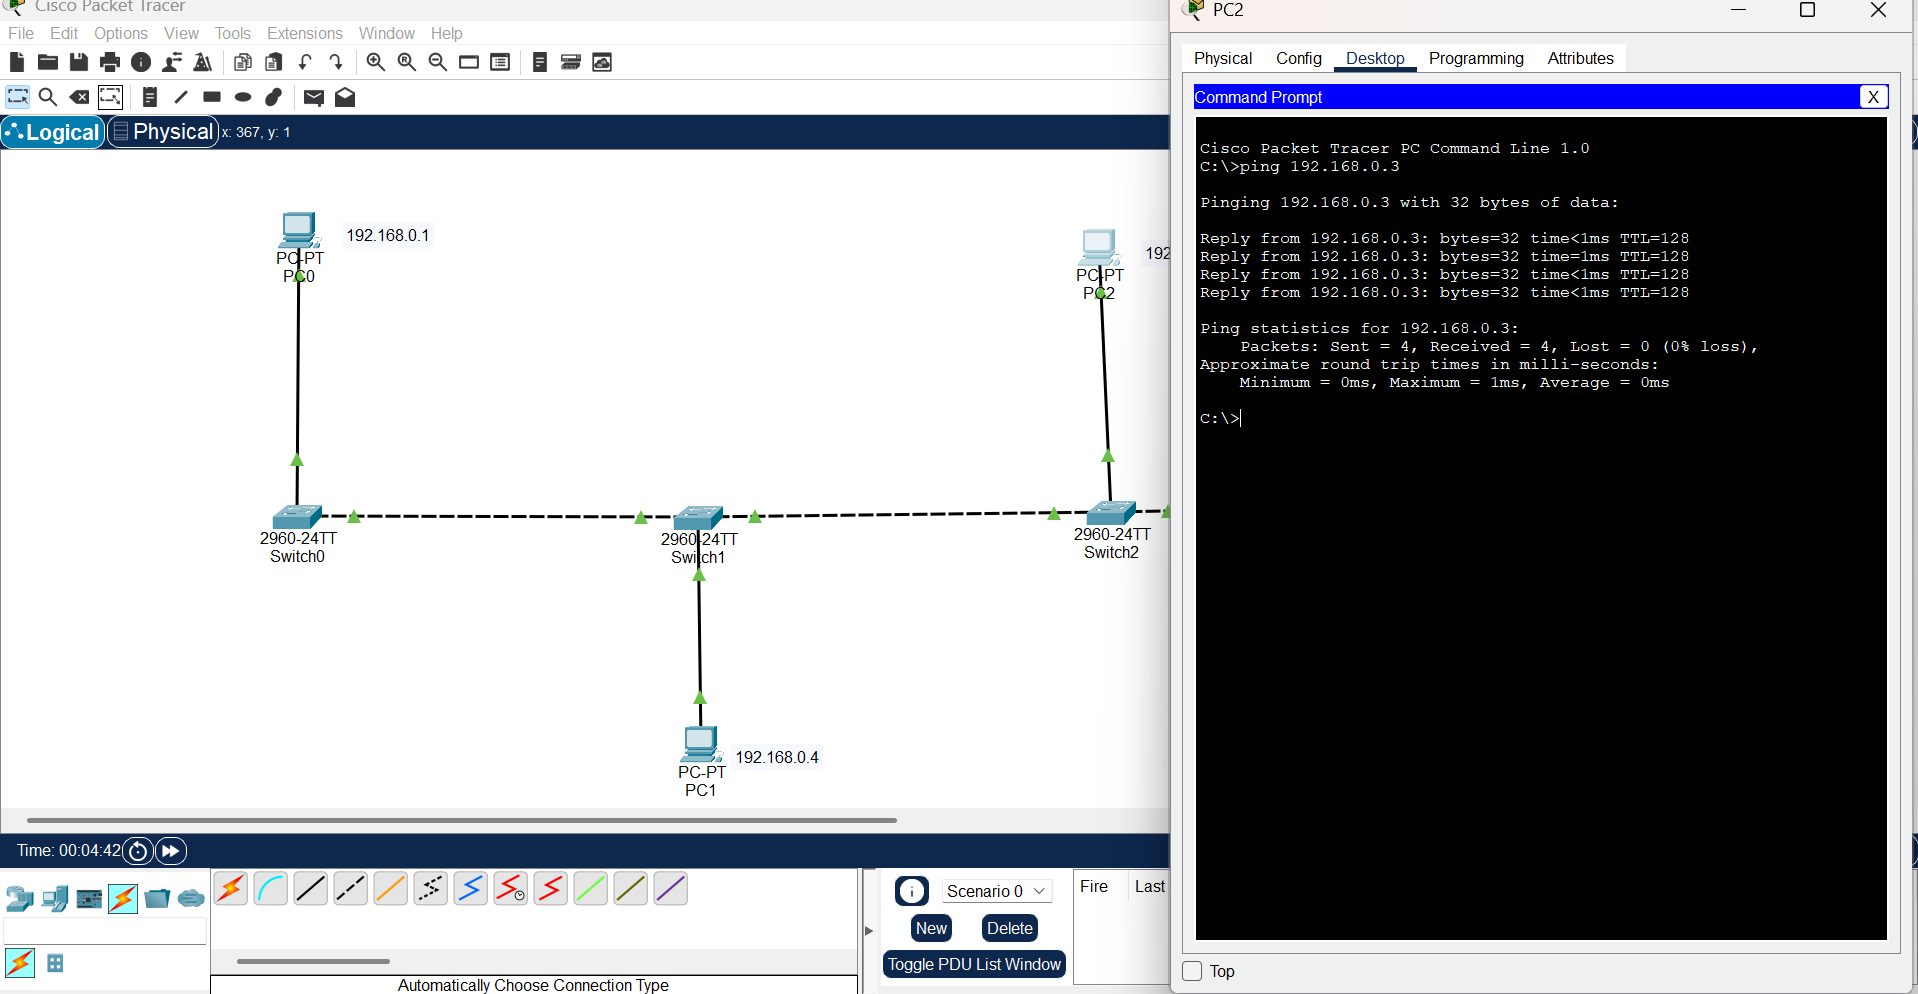 Cisco Packet Tracer
File Edit Options View Tools Extensions Window Help
Logical Physical x: 367, y: 1
192.168.0.1
PC-PT
PC0
192
PC-PT
PC2
2960-24TT
Switch0
2960-24TT
Switch1
2960-24TT
Switch2
192.168.0.4
PC-PT
PC1
Time: 00:04:42
Scenario 0
New Delete
Toggle PDU List Window
Fire Last
Automatically Choose Connection Type
PC2
Physical Config Desktop Programming Attributes
Command Prompt
X
Cisco Packet Tracer PC Command Line 1.0
C:\>ping 192.168.0.3
Pinging 192.168.0.3 with 32 bytes of data:
Reply from 192.168.0.3: bytes=32 time<1ms TTL=128
Reply from 192.168.0.3: bytes=32 time=1ms TTL=128
Reply from 192.168.0.3: bytes=32 time<1ms TTL=128
Reply from 192.168.0.3: bytes=32 time<1ms TTL=128
Ping statistics for 192.168.0.3:
Packets: Sent = 4, Received = 4, Lost = 0 (0% loss),
Approximate round trip times in milli-seconds:
Minimum = 0ms, Maximum = 1ms, Average = 0ms
C:\>
Top